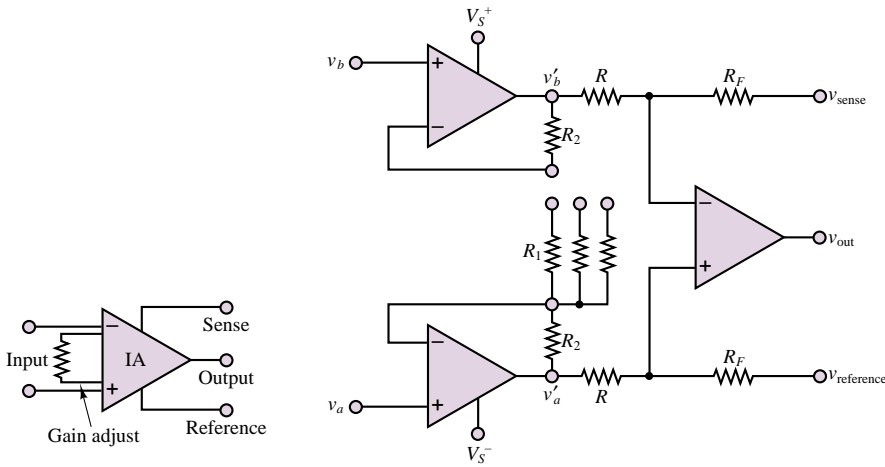 V_S^+
v_b
+
−
v′_b
R
R_F
v_sense
R_2
−
+
v_out
R_1
−
+
R_2
v_a
v′_a
R
R_F
v_reference
V_S^−
Input
−
+
IA
Sense
Output
Reference
Gain adjust